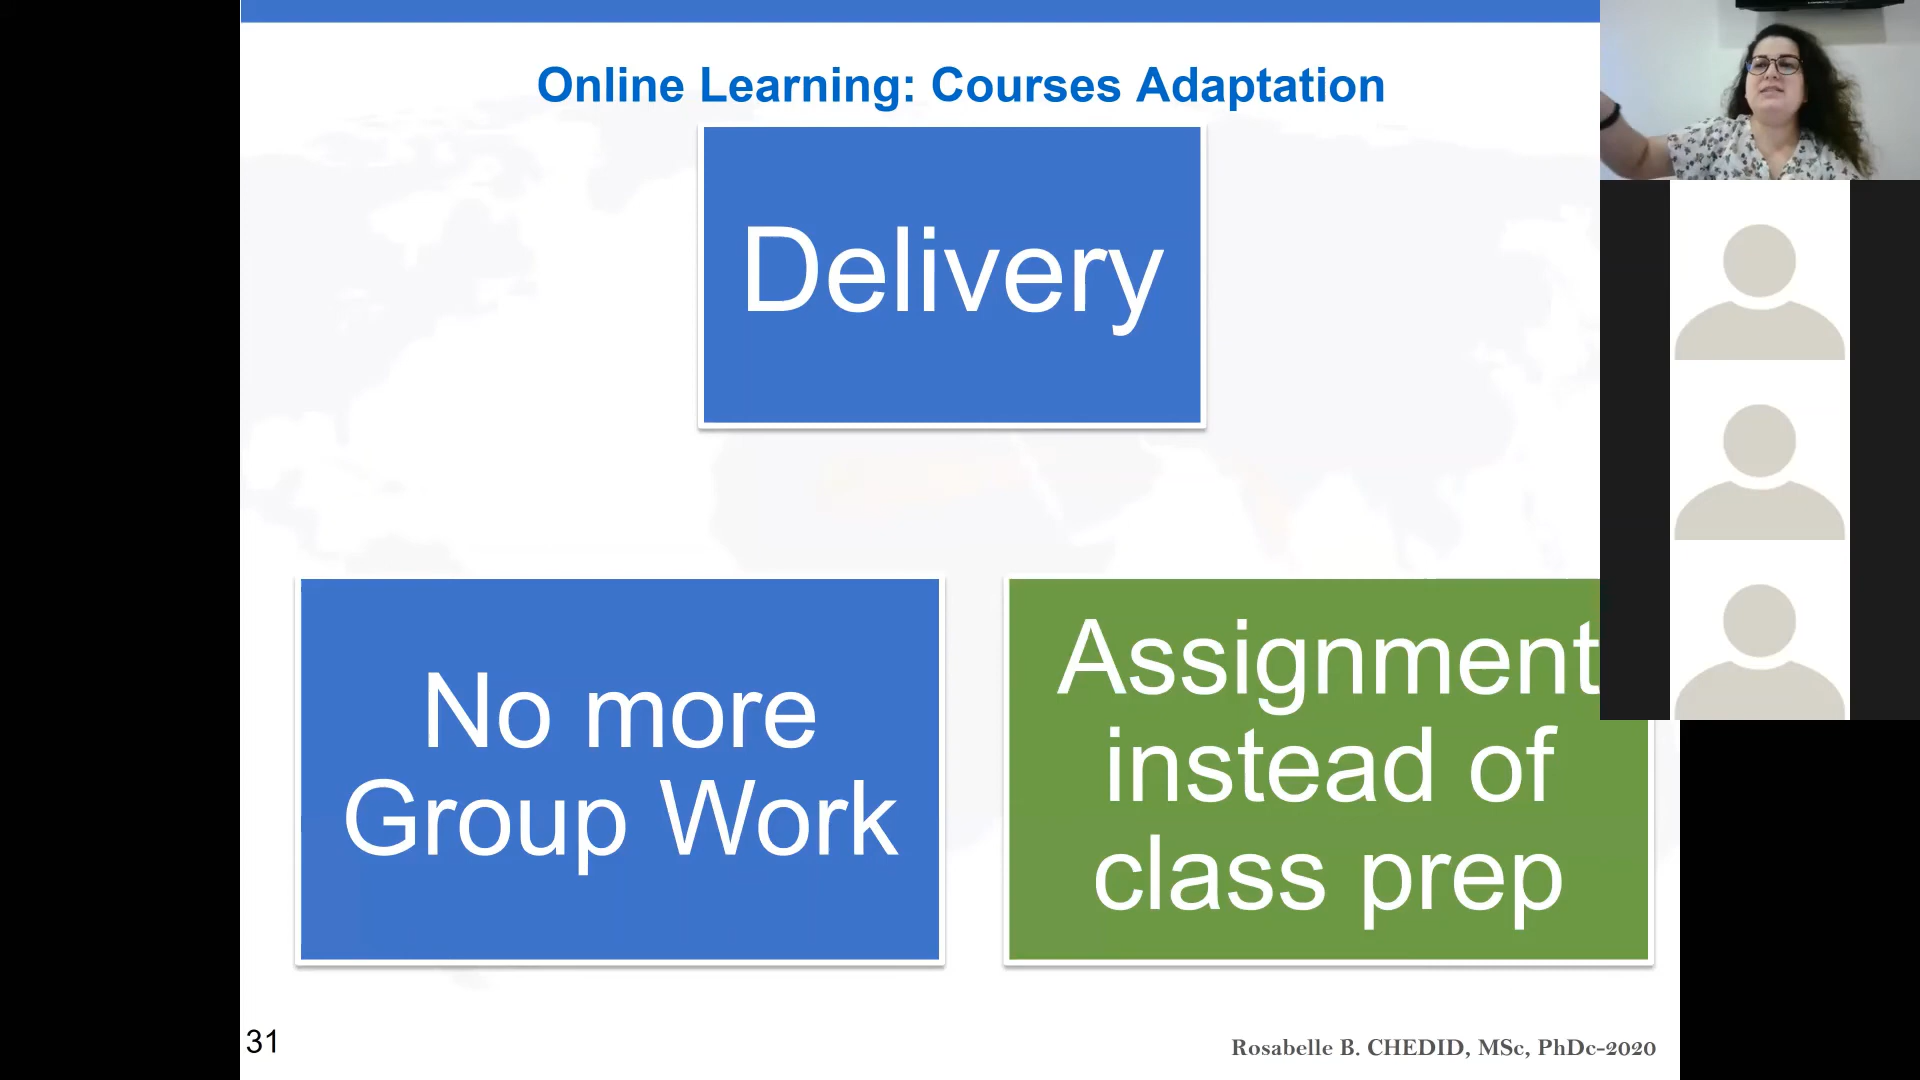 Online Learning: Courses Adaptation
Delivery
No more
Group Work
Assignment
instead of
class prep
31
Rosabelle B. CHEDID, MSc, PhDc-2020